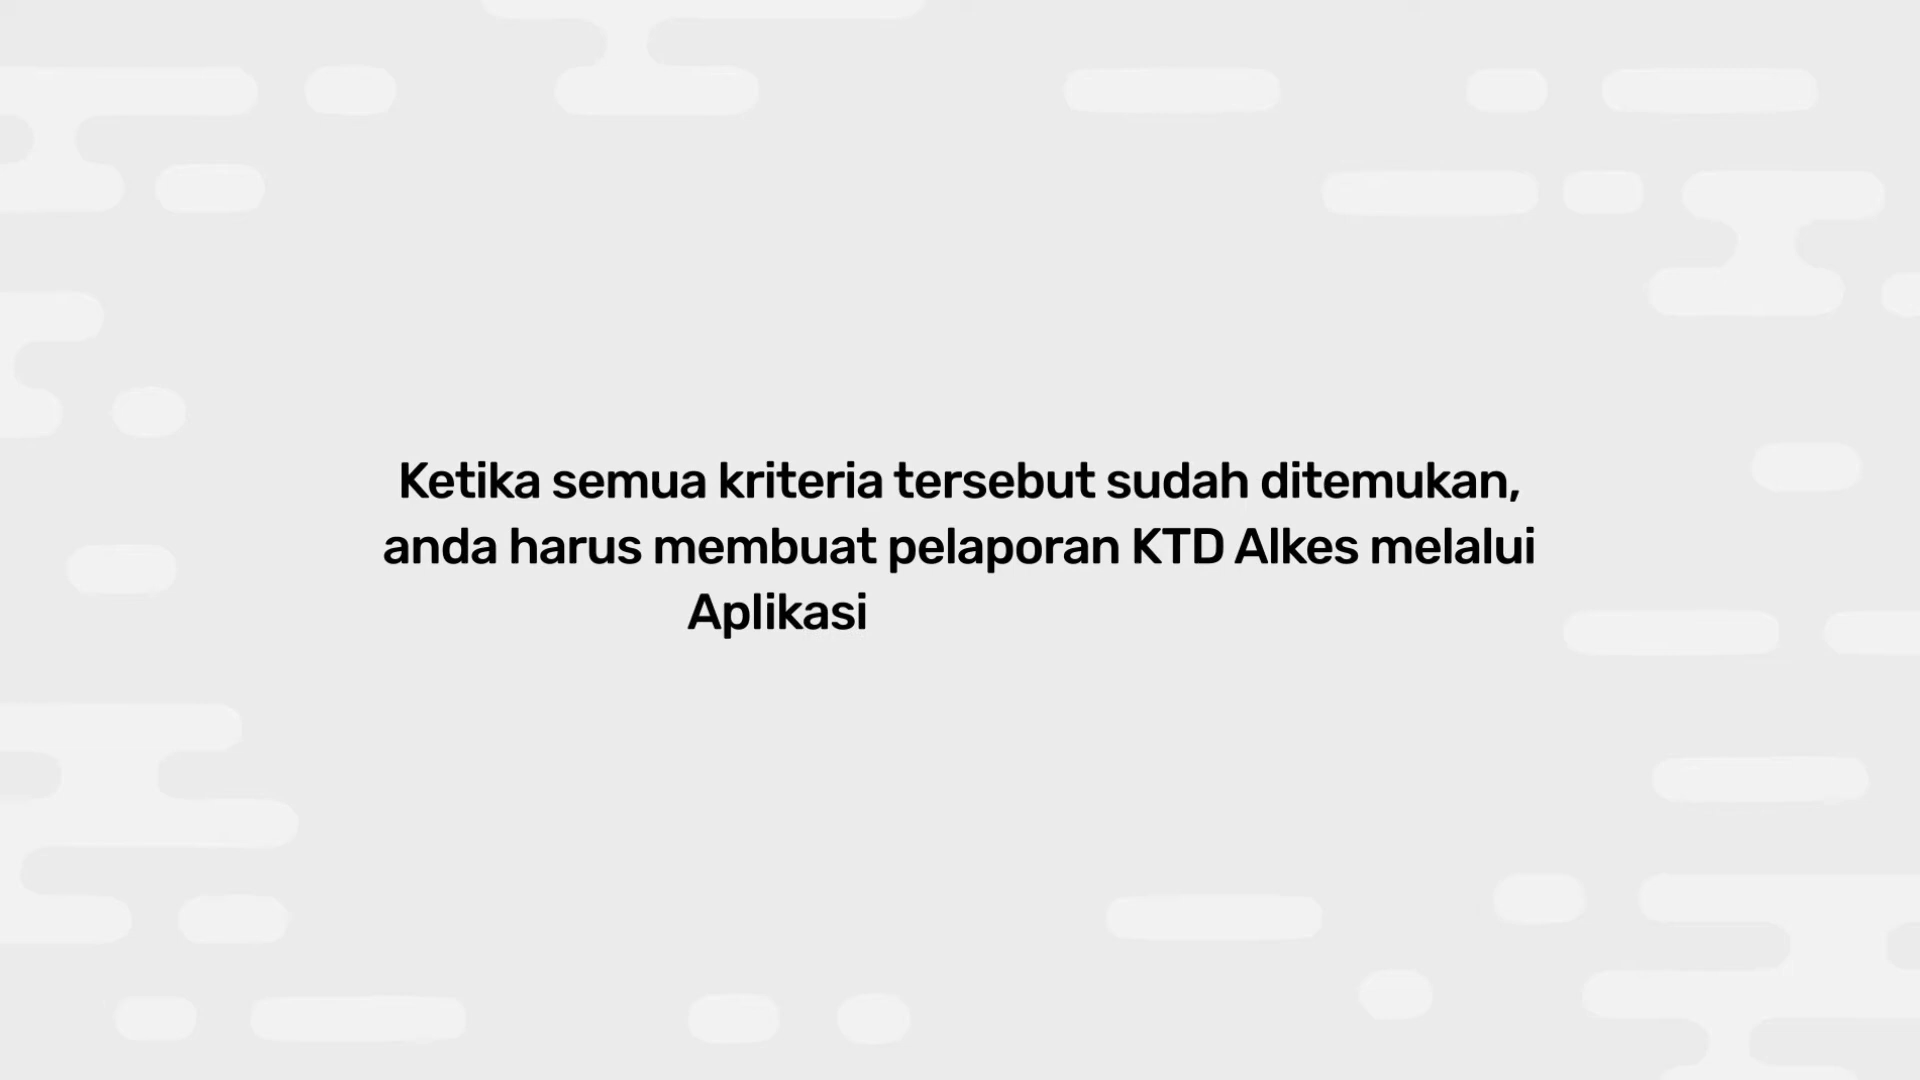 Ketika semua kriteria tersebut sudah ditemukan,
anda harus membuat pelaporan KTD Alkes melalui
Aplikasi